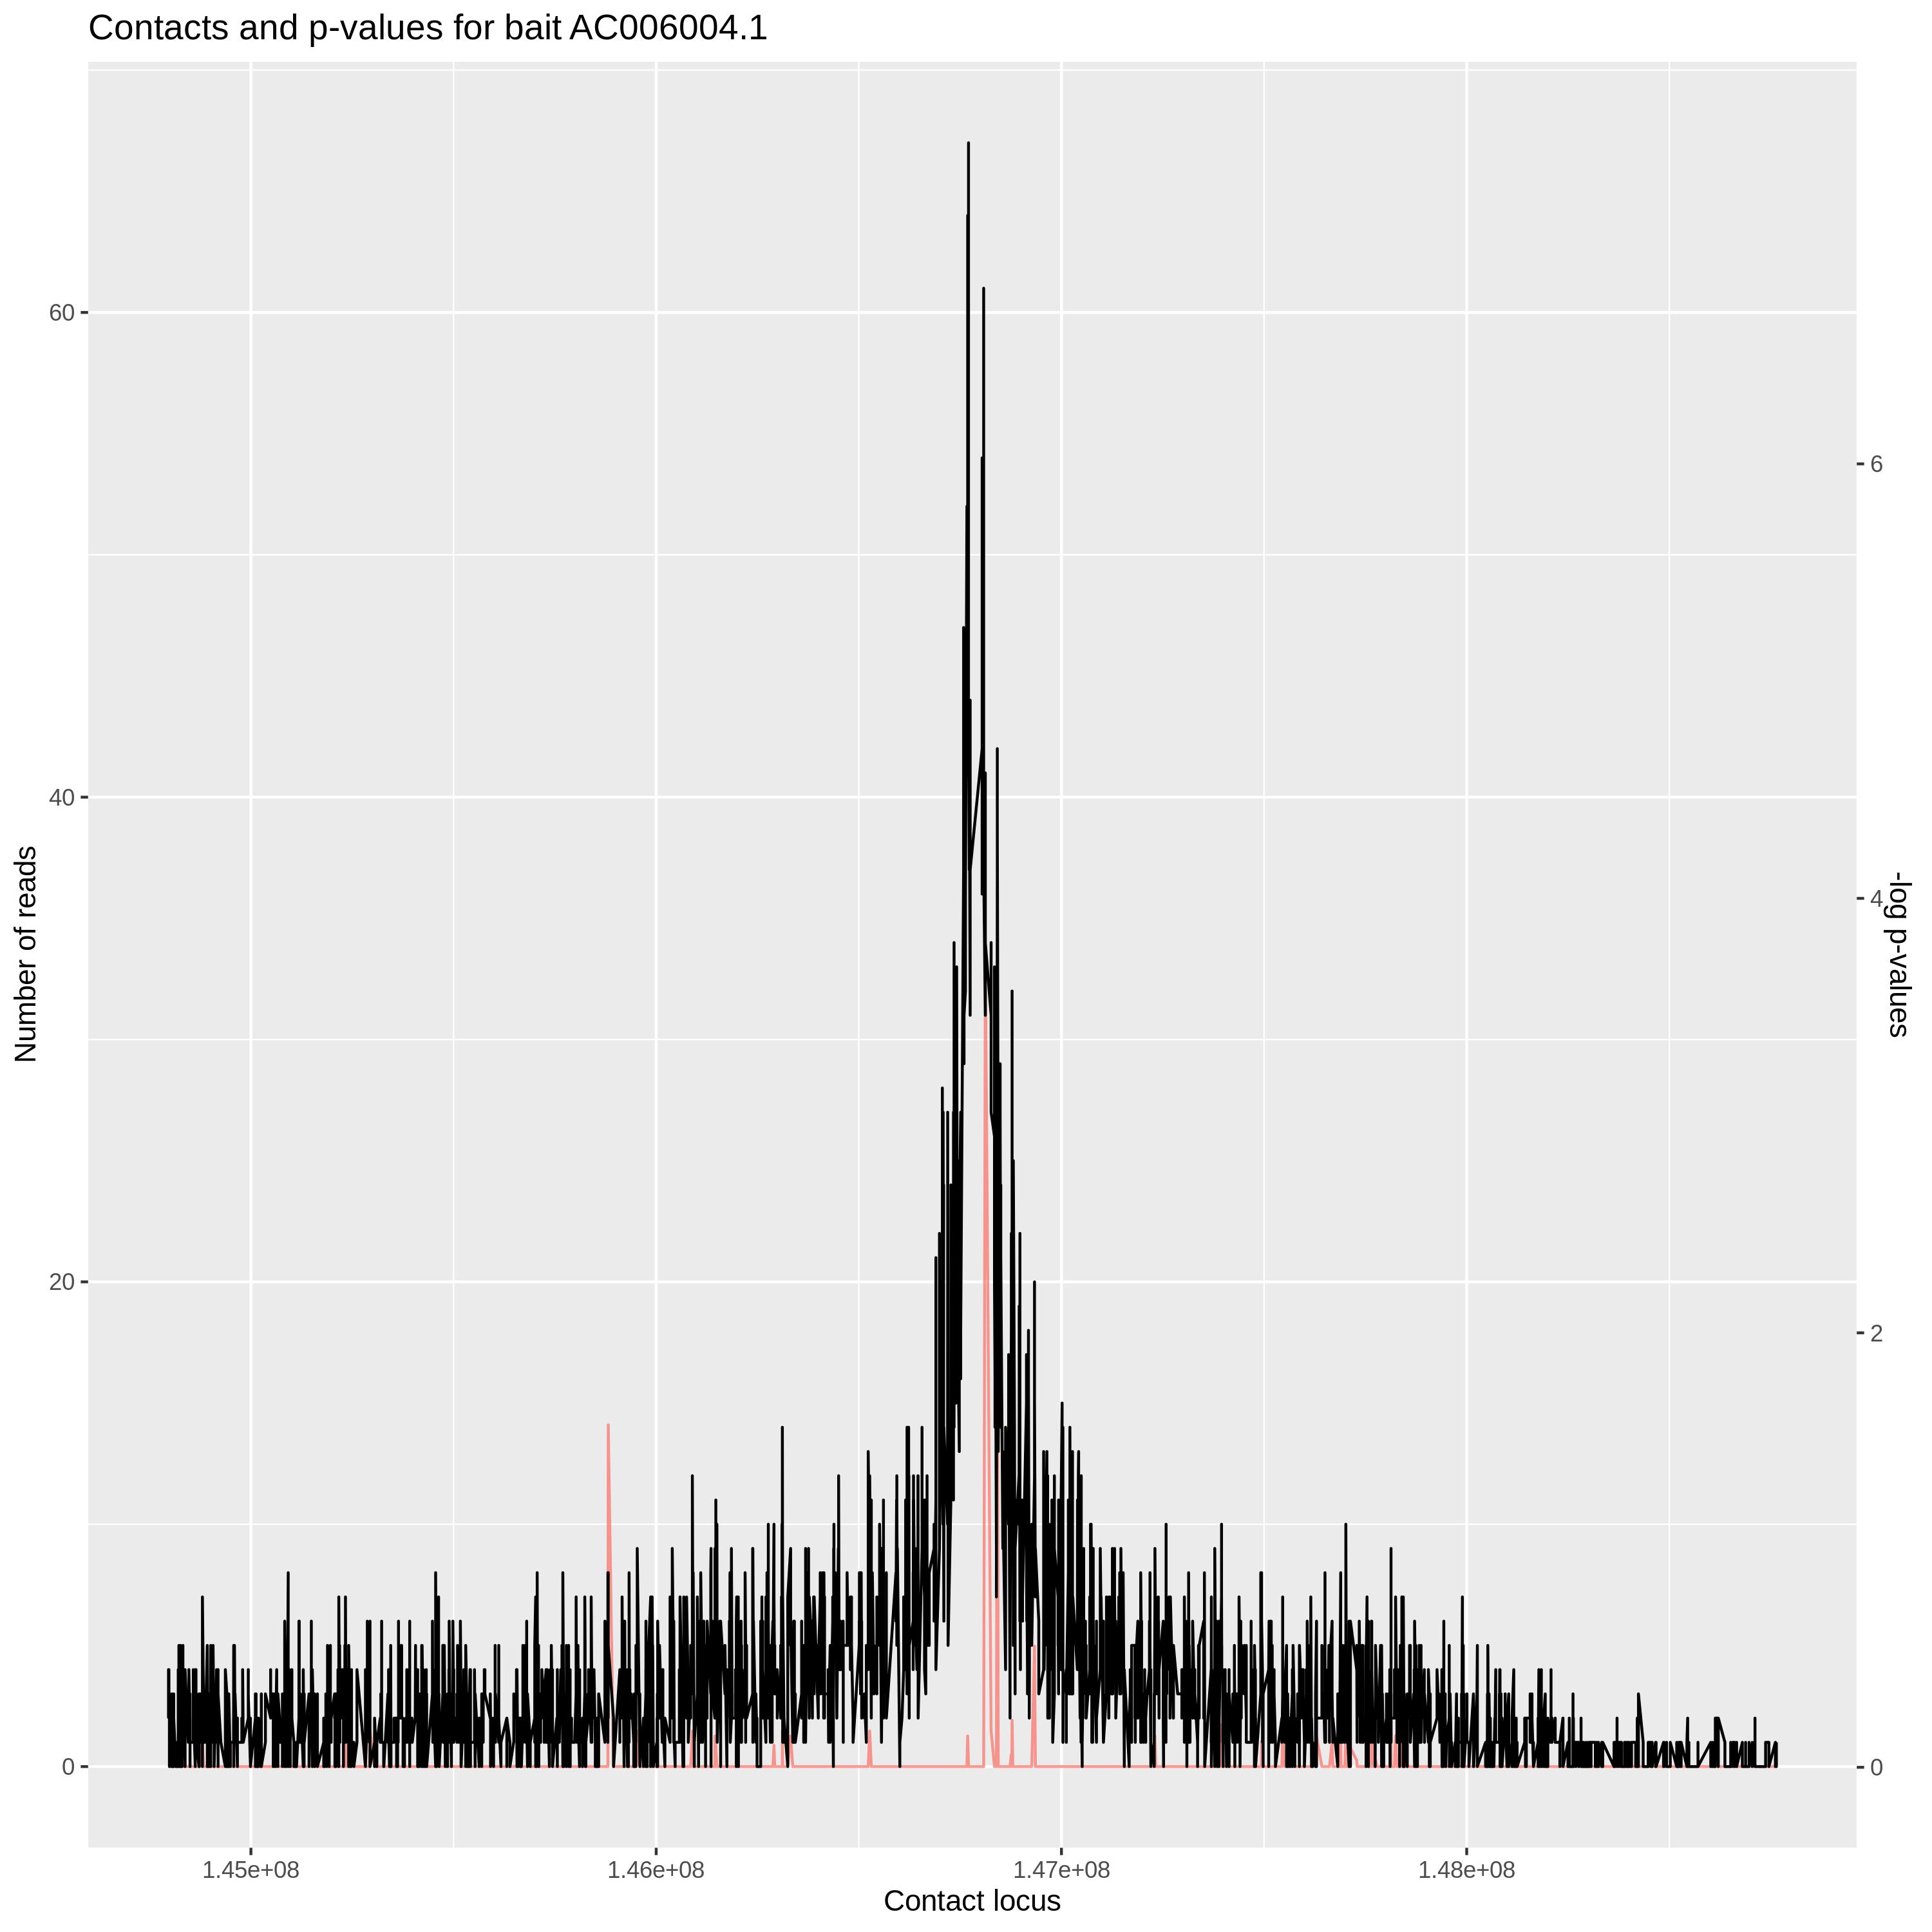 Contacts and p-values for bait AC006004.1
60
40
20
0
Number of reads
6
4
2
0
-log p-values
1.45e+08
1.46e+08
1.47e+08
1.48e+08
Contact locus